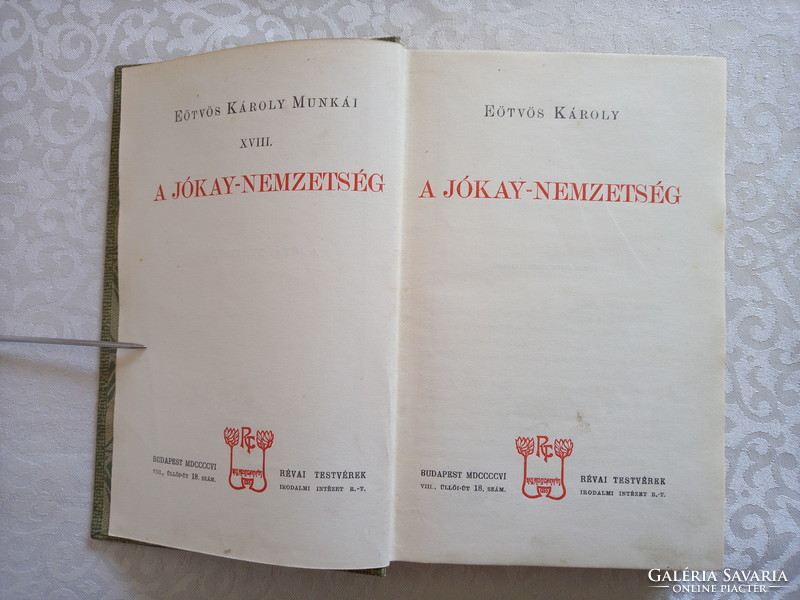 EÖTVÖS KÁROLY MUNKÁI
XVIII.
A JÓKAY-NEMZETSÉG
BUDAPEST MDCCCCVI
VIII., ÜLLŐI-ÚT 18. SZÁM.
RÉVAI TESTVÉREK
IRODALMI INTÉZET R.-T.
EÖTVÖS KÁROLY
A JÓKAY-NEMZETSÉG
BUDAPEST MDCCCCVI
VIII., ÜLLŐI-ÚT 18. SZÁM.
RÉVAI TESTVÉREK
IRODALMI INTÉZET R.-T.
GALÉRIA SAVARIA
ONLINE PIACTÉR